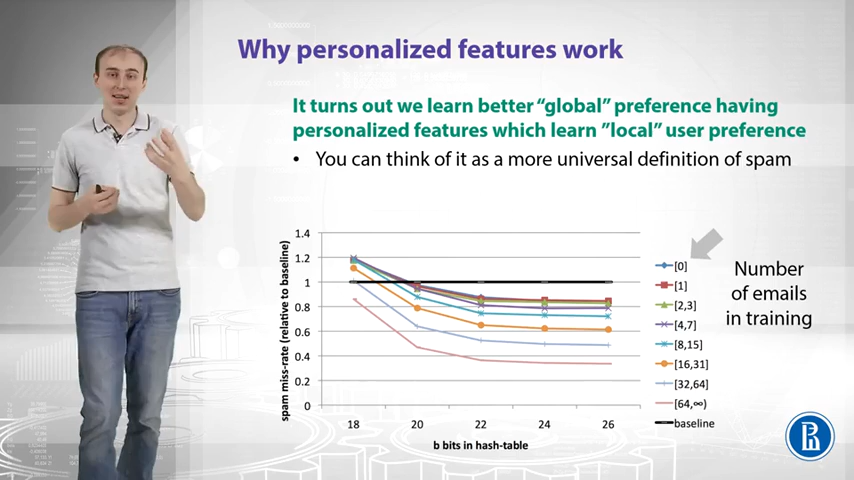 Why personalized features work
It turns out we learn better “global” preference having
personalized features which learn ”local” user preference
• You can think of it as a more universal definition of spam
spam miss-rate (relative to baseline)
1.4
1.2
1
0.8
0.6
0.4
0.2
0
18 20 22 24 26
b bits in hash-table
[0]
[1]
[2,3]
[4,7]
[8,15]
[16,31]
[32,64]
[64,∞)
baseline
Number
of emails
in training